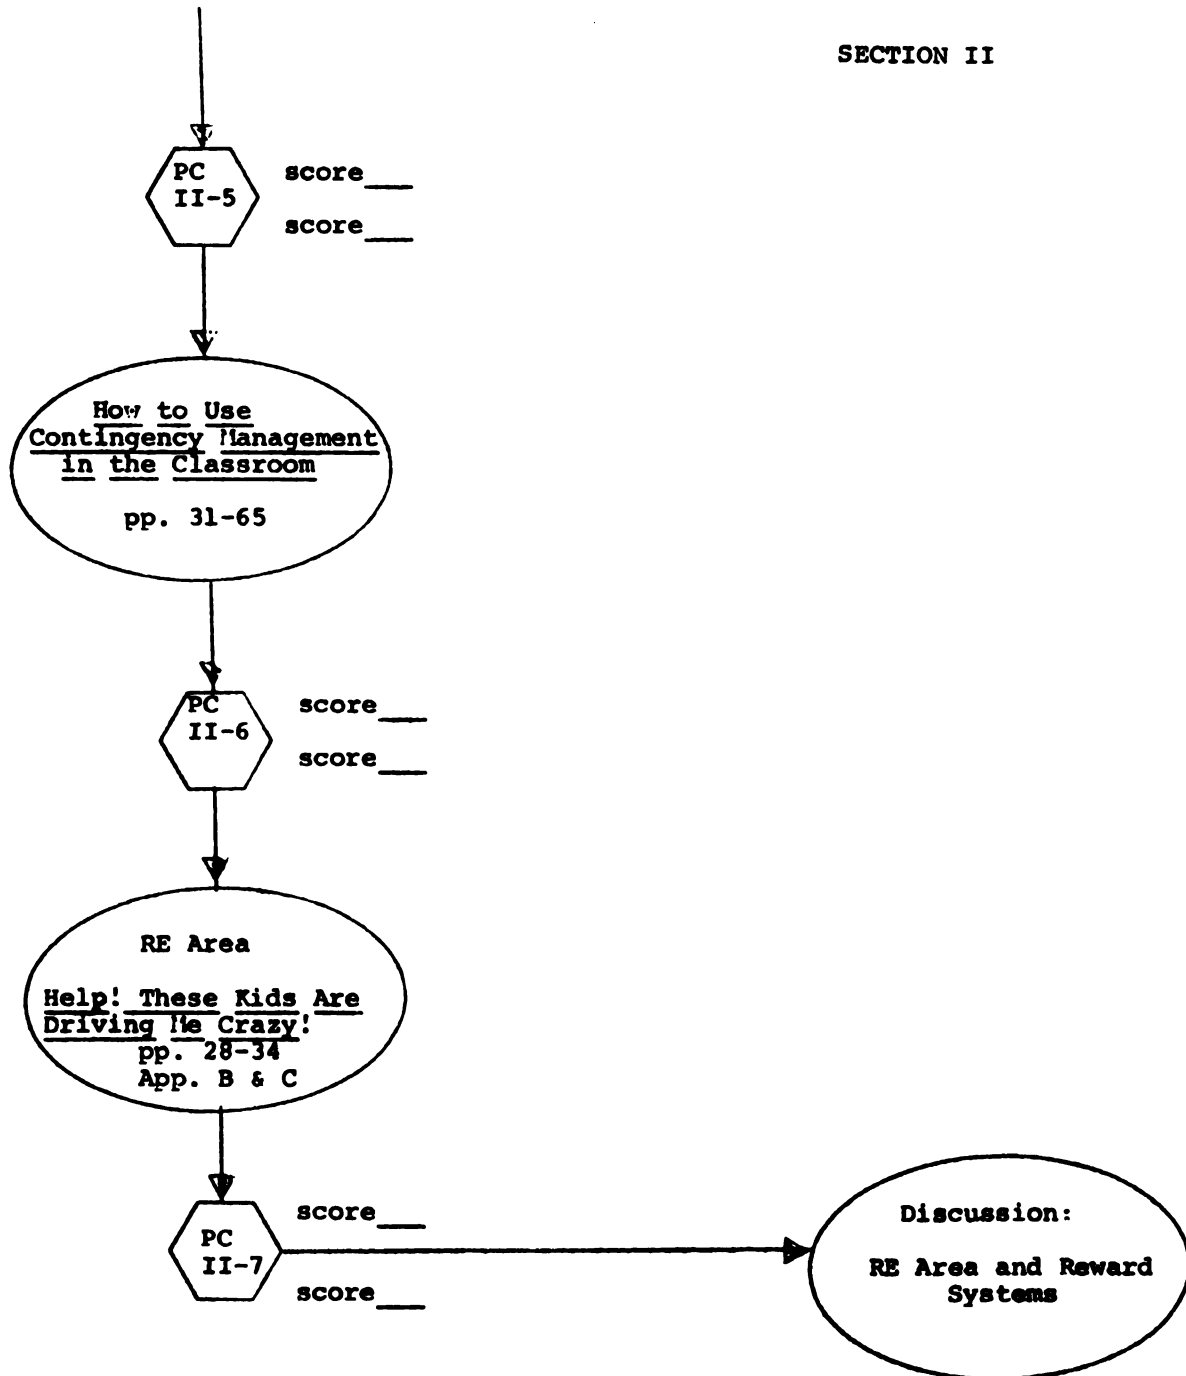 SECTION II
PC
II-5
score___
score___
How to Use
Contingency Management
in the Classroom
pp. 31-65
PC
II-6
score___
score___
RE Area
Help! These Kids Are
Driving Me Crazy!
pp. 28-34
App. B & C
PC
II-7
score___
score___
Discussion:
RE Area and Reward
Systems